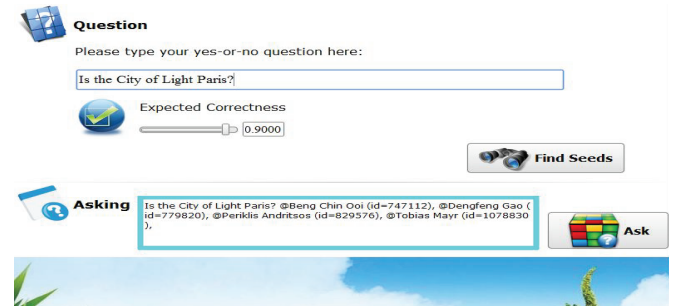 Question
Please type your yes-or-no question here:
Is the City of Light Paris?
Expected Correctness
0.9000
Find Seeds
Asking
Is the City of Light Paris? @Beng Chin Ooi (id=747112), @Dengfeng Gao (
id=779820), @Periklis Andritsos (id=829576), @Tobias Mayr (id=1078830
),
Ask